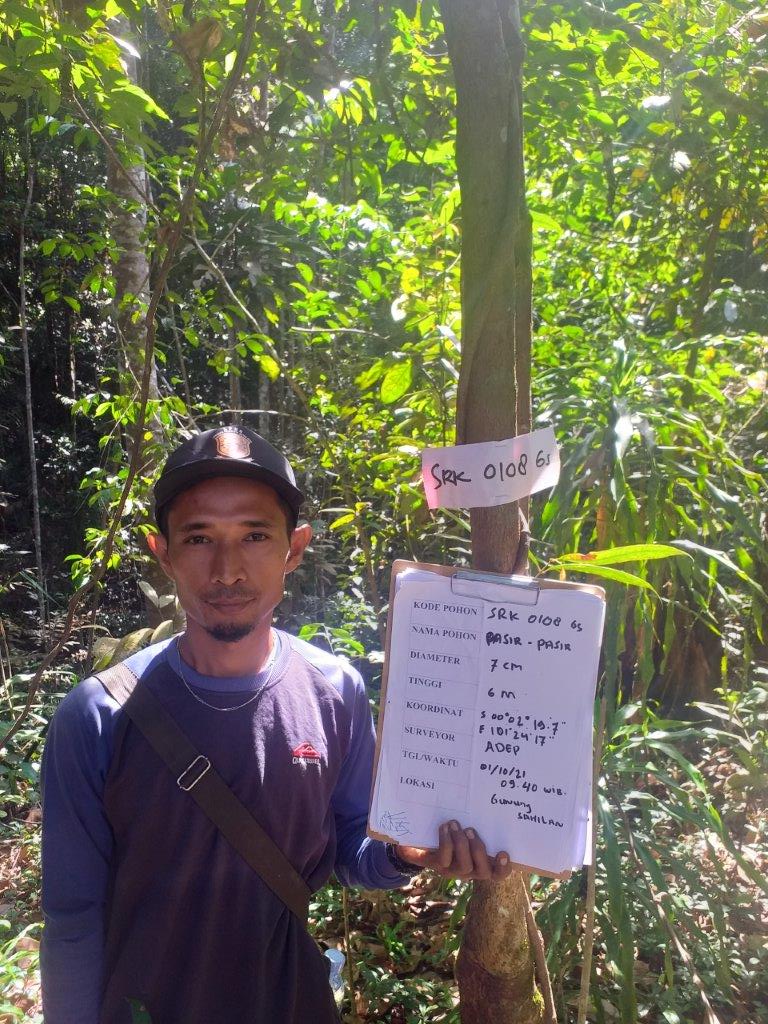 SRK 0108 Gs
KODE POHON SRK 0108 Gs
NAMA POHON PASIR - PASIR
DIAMETER 7 cm
TINGGI 6 M
KOORDINAT S 00°02'19.7"
E 101°24'17"
SURVEYOR ADEP
TGL/WAKTU 01/10/21
09.40 WIB.
LOKASI Gunung
SAHILAN